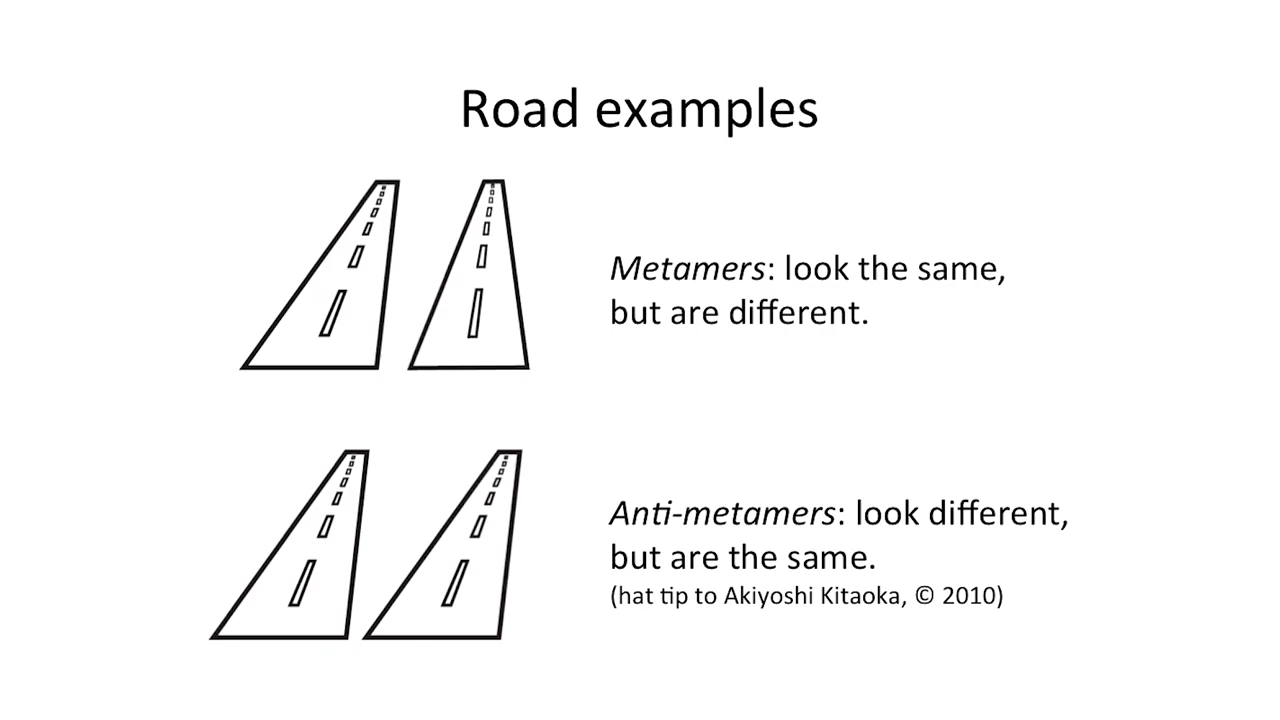 Road examples
Metamers: look the same,
but are different.
Anti-metamers: look different,
but are the same.
(hat tip to Akiyoshi Kitaoka, © 2010)